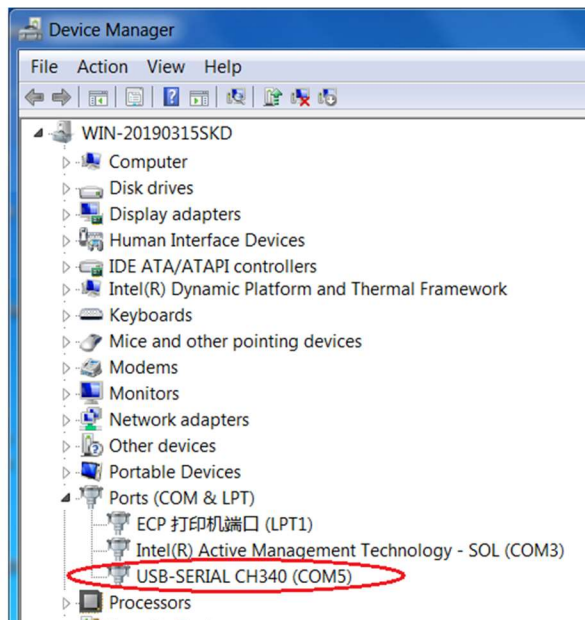 Device Manager
File Action View Help
WIN-20190315SKD
Computer
Disk drives
Display adapters
Human Interface Devices
IDE ATA/ATAPI controllers
Intel(R) Dynamic Platform and Thermal Framework
Keyboards
Mice and other pointing devices
Modems
Monitors
Network adapters
Other devices
Portable Devices
Ports (COM & LPT)
ECP 打印机端口 (LPT1)
Intel(R) Active Management Technology - SOL (COM3)
USB-SERIAL CH340 (COM5)
Processors